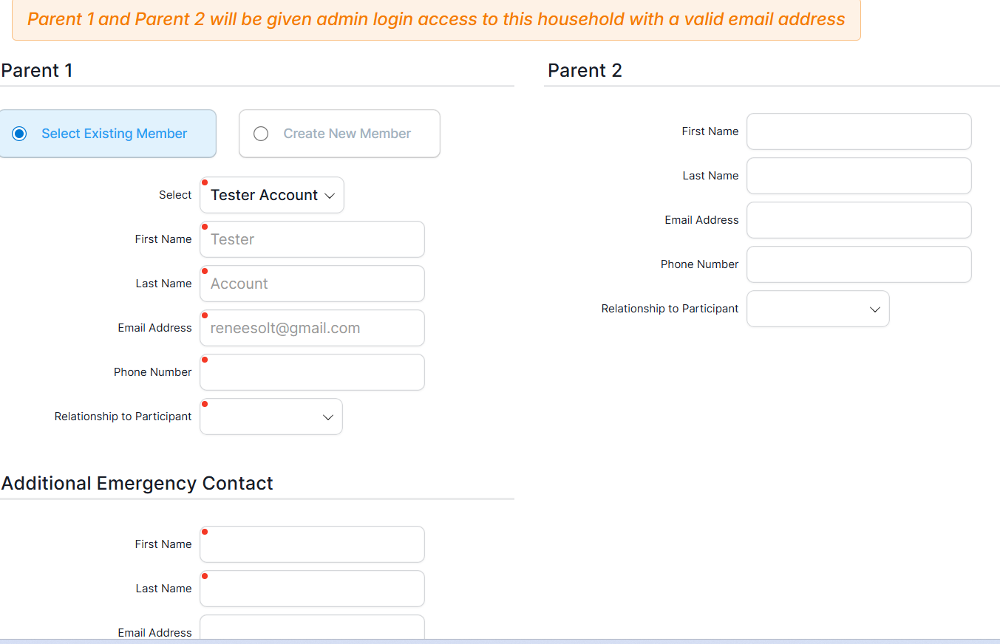 Parent 1 and Parent 2 will be given admin login access to this household with a valid email address
Parent 1
Select Existing Member
Create New Member
Select
Tester Account
First Name
Tester
Last Name
Account
Email Address
reneesolt@gmail.com
Phone Number
Relationship to Participant
Parent 2
First Name
Last Name
Email Address
Phone Number
Relationship to Participant
Additional Emergency Contact
First Name
Last Name
Email Address